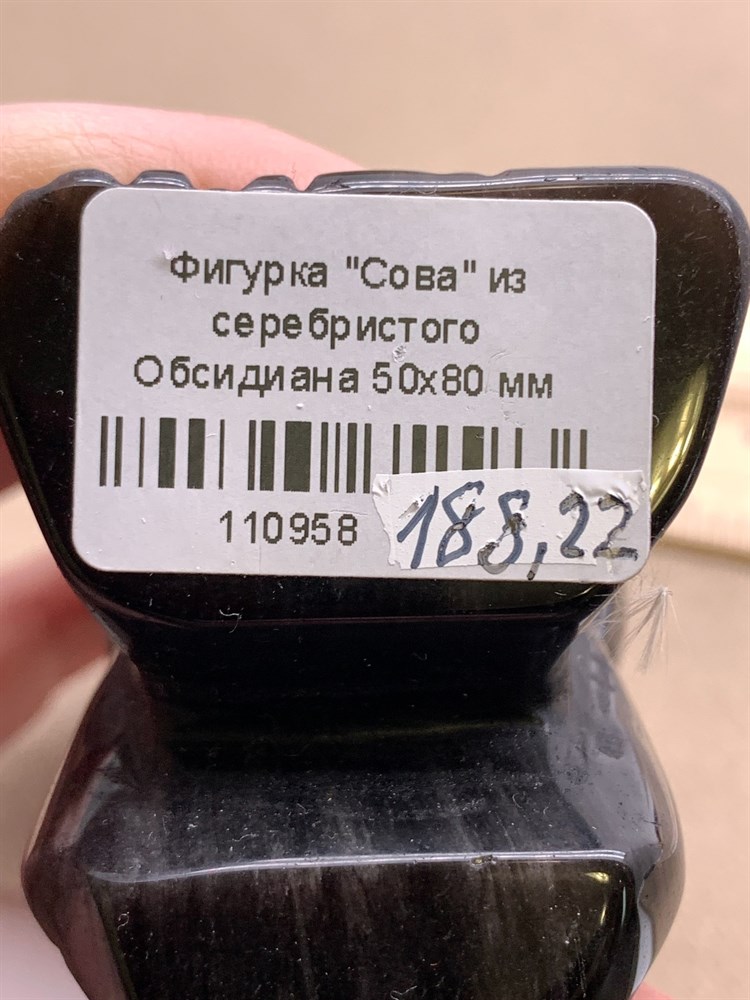 Фигурка "Сова" из
серебристого
Обсидиана 50х80 мм
110958
188,22